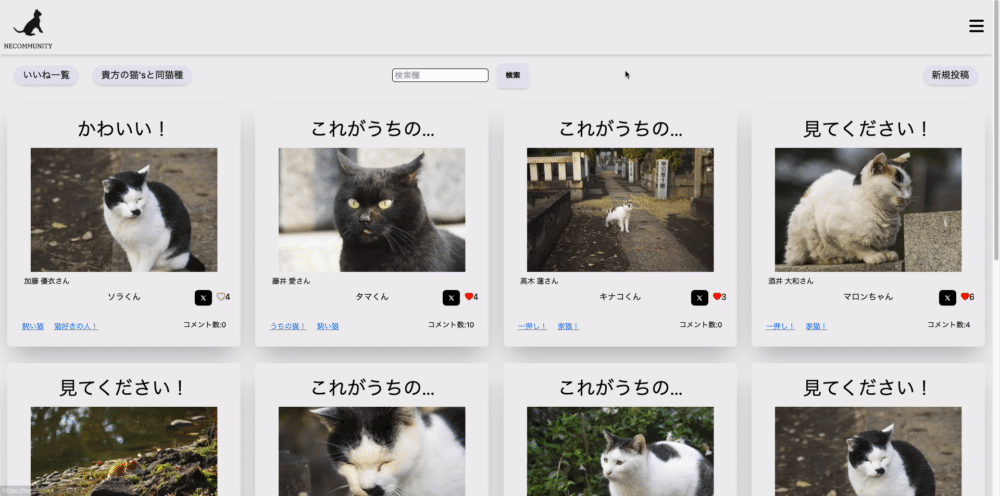 NECOMMUNITY
いいね一覧
貴方の猫'sと同猫種
検索欄
検索
新規投稿
かわいい！
加藤 優衣さん
ソラくん
4
飼い猫 猫好きの人！
コメント数:0
これがうちの...
藤井 愛さん
タマくん
4
うちの猫！ 飼い猫
コメント数:10
これがうちの...
高木 蓮さん
キナコくん
3
一押し！ 家猫！
コメント数:0
見てください！
酒井 大和さん
マロンちゃん
6
一押し！ 家猫！
コメント数:4
見てください！
これがうちの...
これがうちの...
見てください！